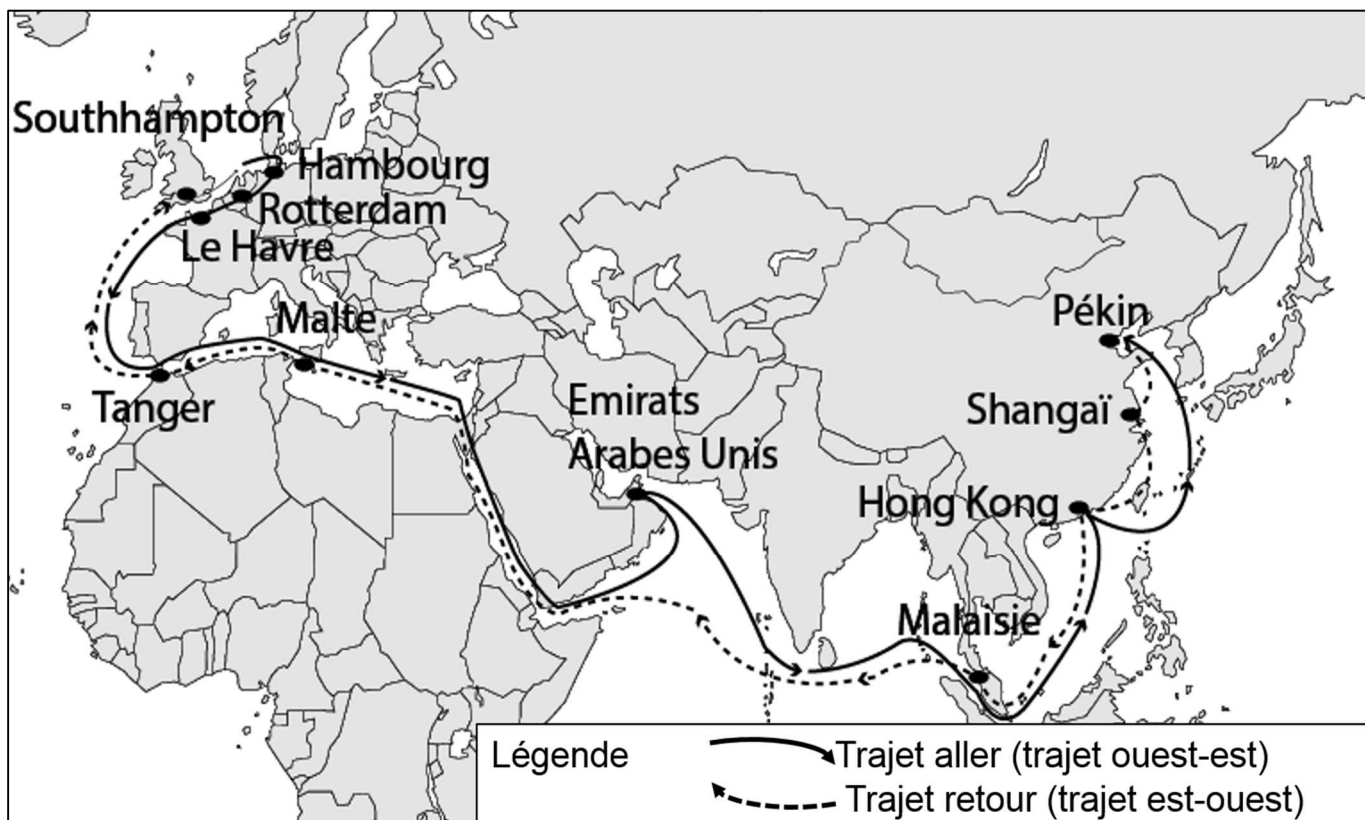 Southhampton
Hambourg
Rotterdam
Le Havre
Malte
Tanger
Emirats
Arabes Unis
Pékin
Shangaï
Hong Kong
Malaisie
Légende
Trajet aller (trajet ouest-est)
Trajet retour (trajet est-ouest)